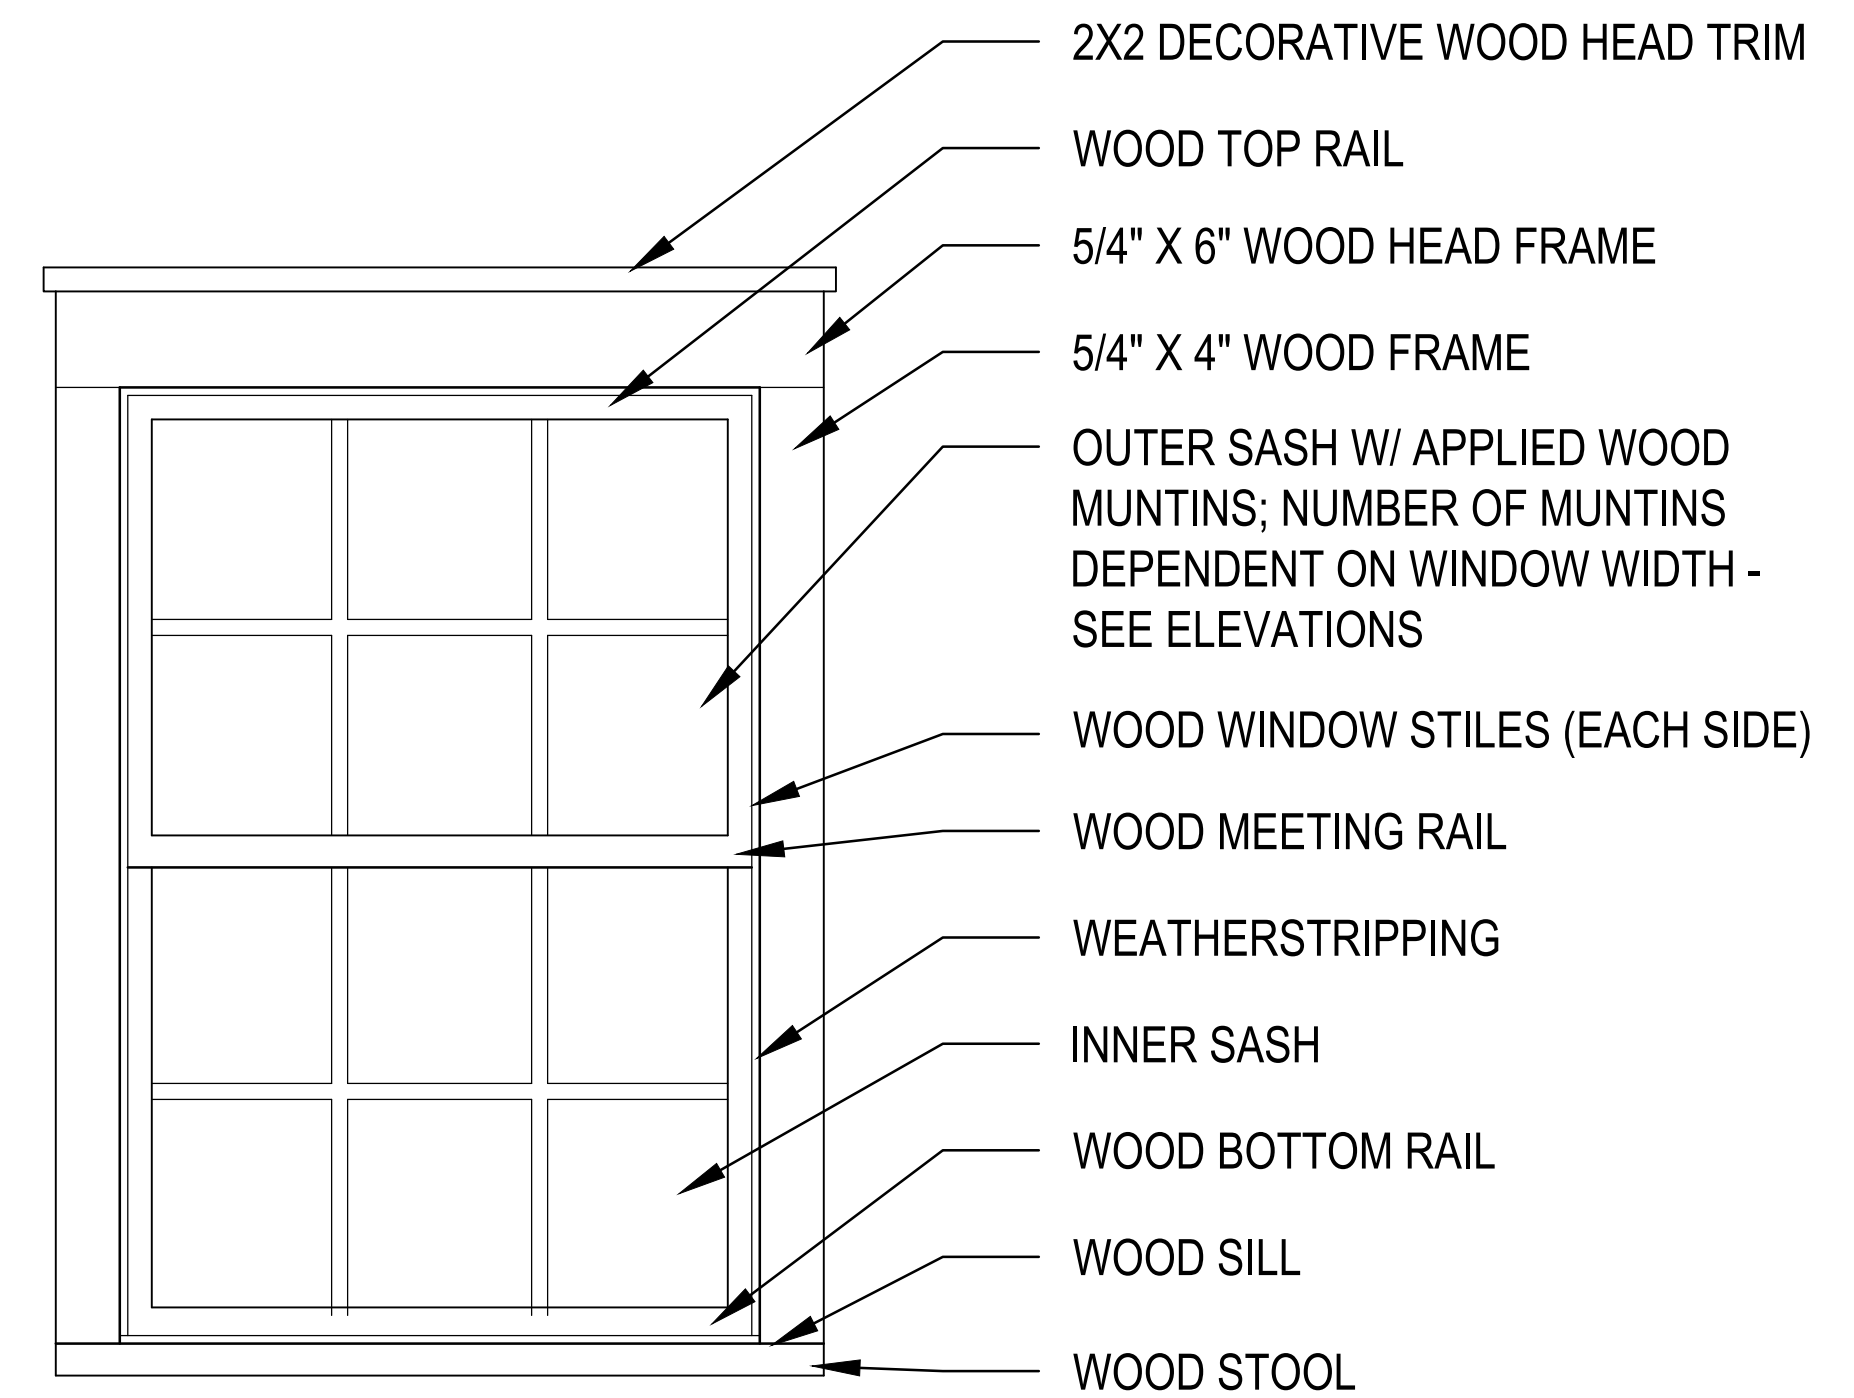 2X2 DECORATIVE WOOD HEAD TRIM
WOOD TOP RAIL
5/4" X 6" WOOD HEAD FRAME
5/4" X 4" WOOD FRAME
OUTER SASH W/ APPLIED WOOD
MUNTINS; NUMBER OF MUNTINS
DEPENDENT ON WINDOW WIDTH -
SEE ELEVATIONS
WOOD WINDOW STILES (EACH SIDE)
WOOD MEETING RAIL
WEATHERSTRIPPING
INNER SASH
WOOD BOTTOM RAIL
WOOD SILL
WOOD STOOL